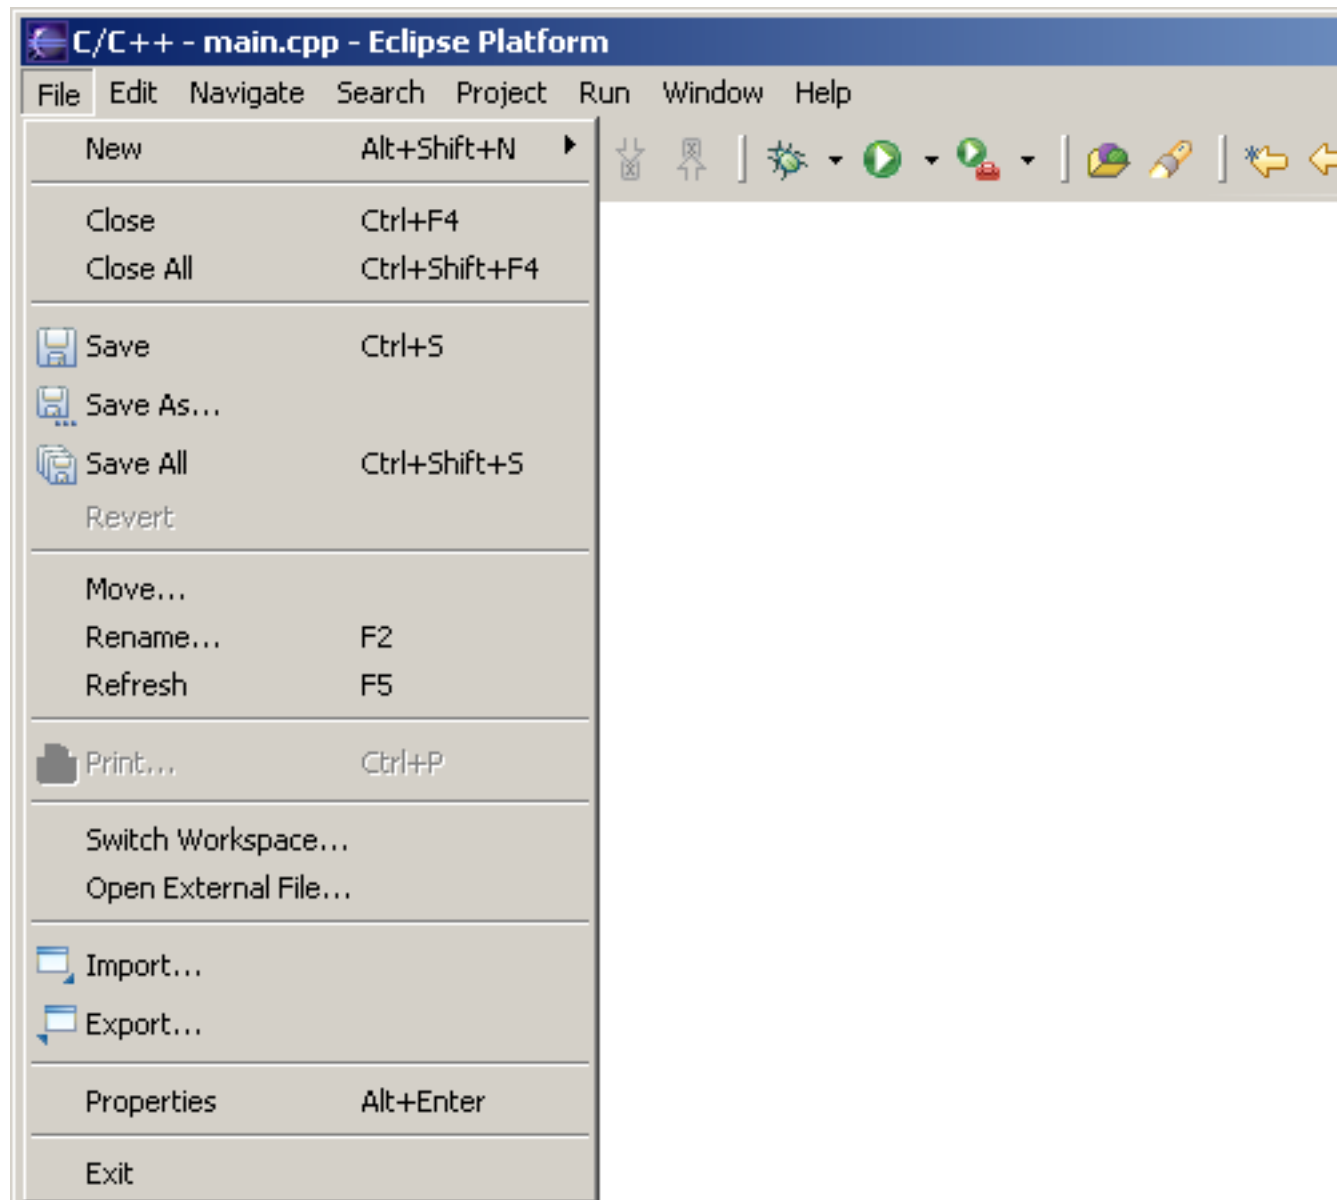 C/C++ - main.cpp - Eclipse Platform
File Edit Navigate Search Project Run Window Help
New Alt+Shift+N
Close Ctrl+F4
Close All Ctrl+Shift+F4
Save Ctrl+S
Save As...
Save All Ctrl+Shift+S
Revert
Move...
Rename... F2
Refresh F5
Print... Ctrl+P
Switch Workspace...
Open External File...
Import...
Export...
Properties Alt+Enter
Exit